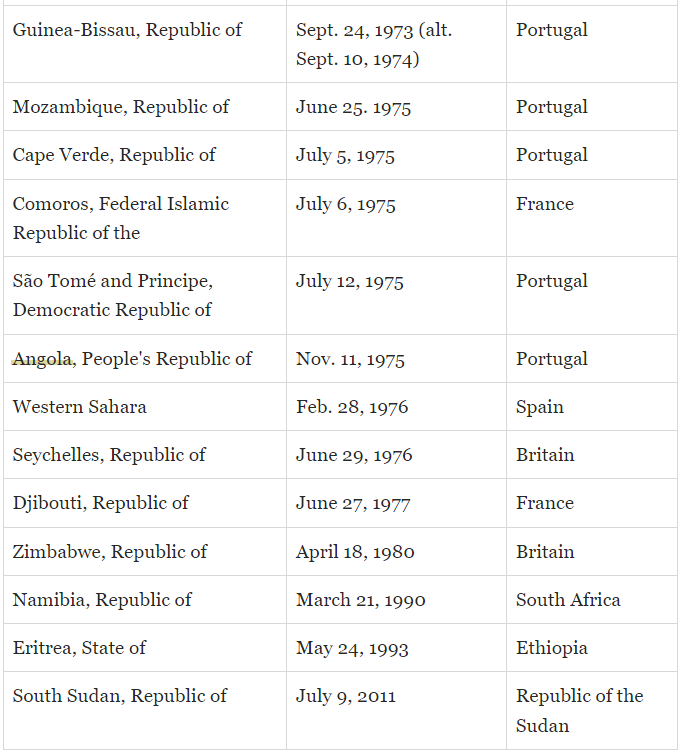 Guinea-Bissau, Republic of Sept. 24, 1973 (alt. Portugal
Sept. 10, 1974)
Mozambique, Republic of June 25. 1975 Portugal
Cape Verde, Republic of July 5, 1975 Portugal
Comoros, Federal Islamic July 6, 1975 France
Republic of the
São Tomé and Principe, July 12, 1975 Portugal
Democratic Republic of
Angola, People's Republic of Nov. 11, 1975 Portugal
Western Sahara Feb. 28, 1976 Spain
Seychelles, Republic of June 29, 1976 Britain
Djibouti, Republic of June 27, 1977 France
Zimbabwe, Republic of April 18, 1980 Britain
Namibia, Republic of March 21, 1990 South Africa
Eritrea, State of May 24, 1993 Ethiopia
South Sudan, Republic of July 9, 2011 Republic of the
Sudan